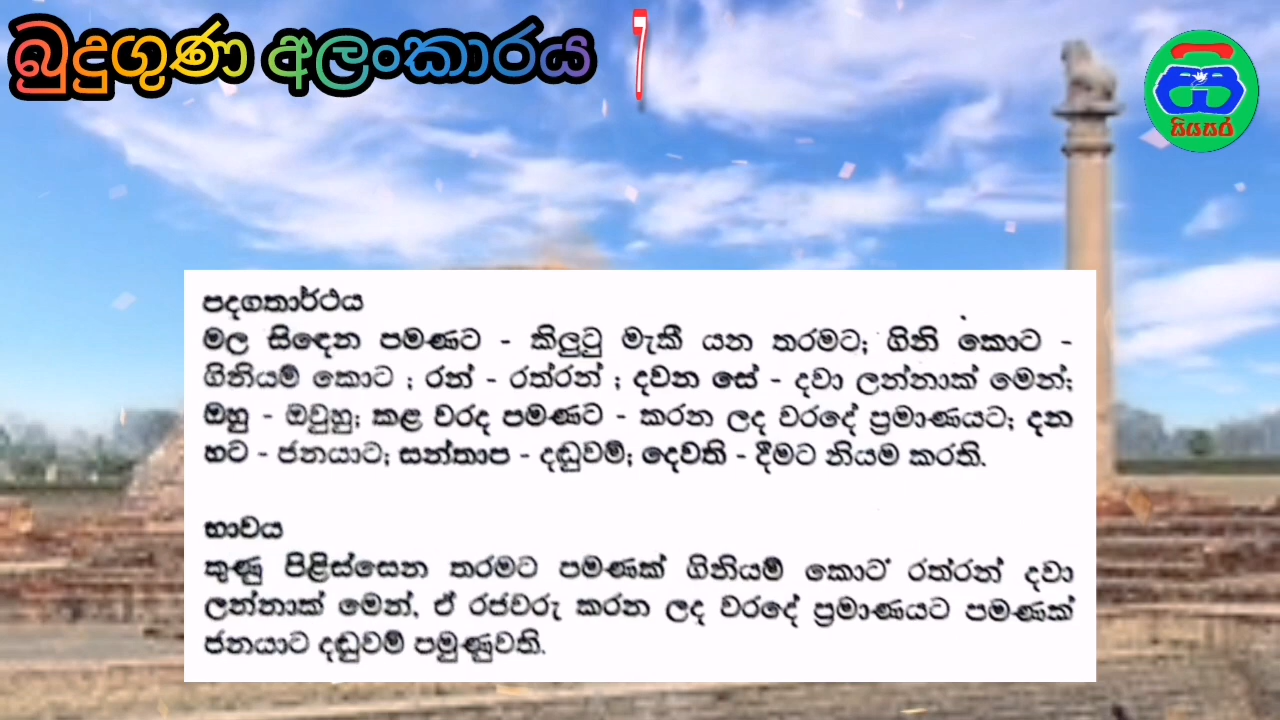 බුදුගුණ අලංකාරය 1
සියසර
පදගතාර්ථය
මල සිඳෙන පමණට - කිලුටු මැකී යන තරමට; ගිනි කොට -
ගිනියම් කොට ; රන් - රත්රන් ; දවන සේ - දවා ලන්නාක් මෙන්;
ඔහු - ඔවුහු; කළ වරද පමණට - කරන ලද වරදේ ප්‍රමාණයට; දන
හට - ජනයාට; සන්තාප - දඬුවම්; දෙවති - දීමට නියම කරති.
භාවය
කුණු පිළිස්සෙන තරමට පමණක් ගිනියම් කොට රත්රන් දවා
ලන්නාක් මෙන්, ඒ රජවරු කරන ලද වරදේ ප්‍රමාණයට පමණක්
ජනයාට දඬුවම් පමුණුවති.